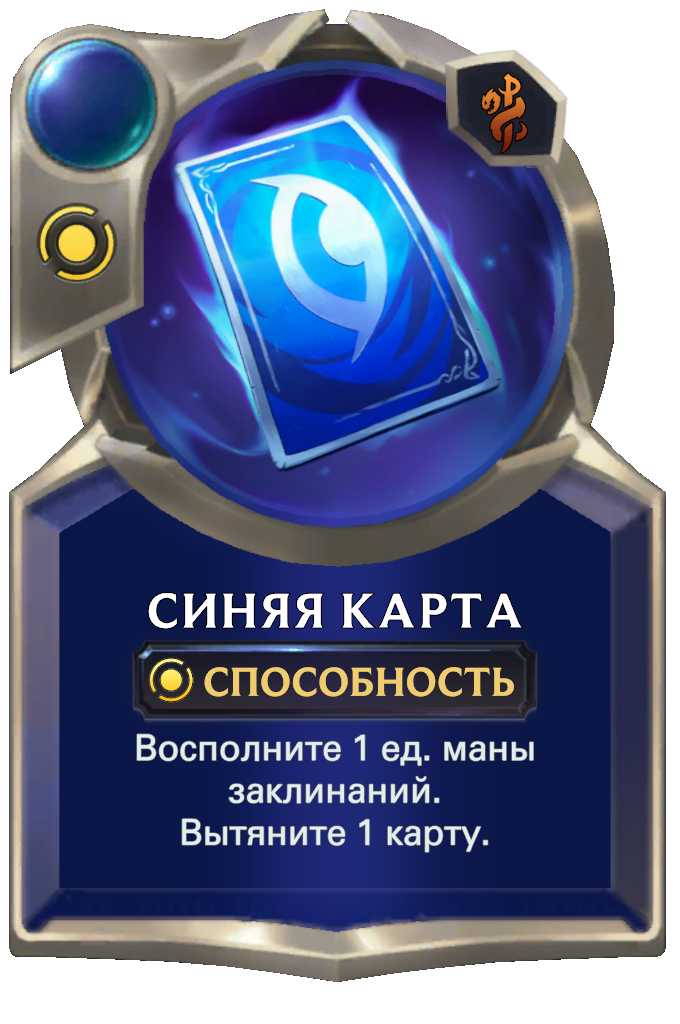 СИНЯЯ КАРТА
СПОСОБНОСТЬ
Восполните 1 ед. маны
заклинаний.
Вытяните 1 карту.